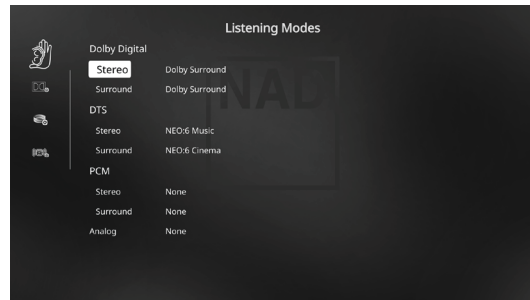 Listening Modes
Dolby Digital
Stereo Dolby Surround
Surround Dolby Surround
DTS
Stereo NEO:6 Music
Surround NEO:6 Cinema
PCM
Stereo None
Surround None
Analog None
NAD